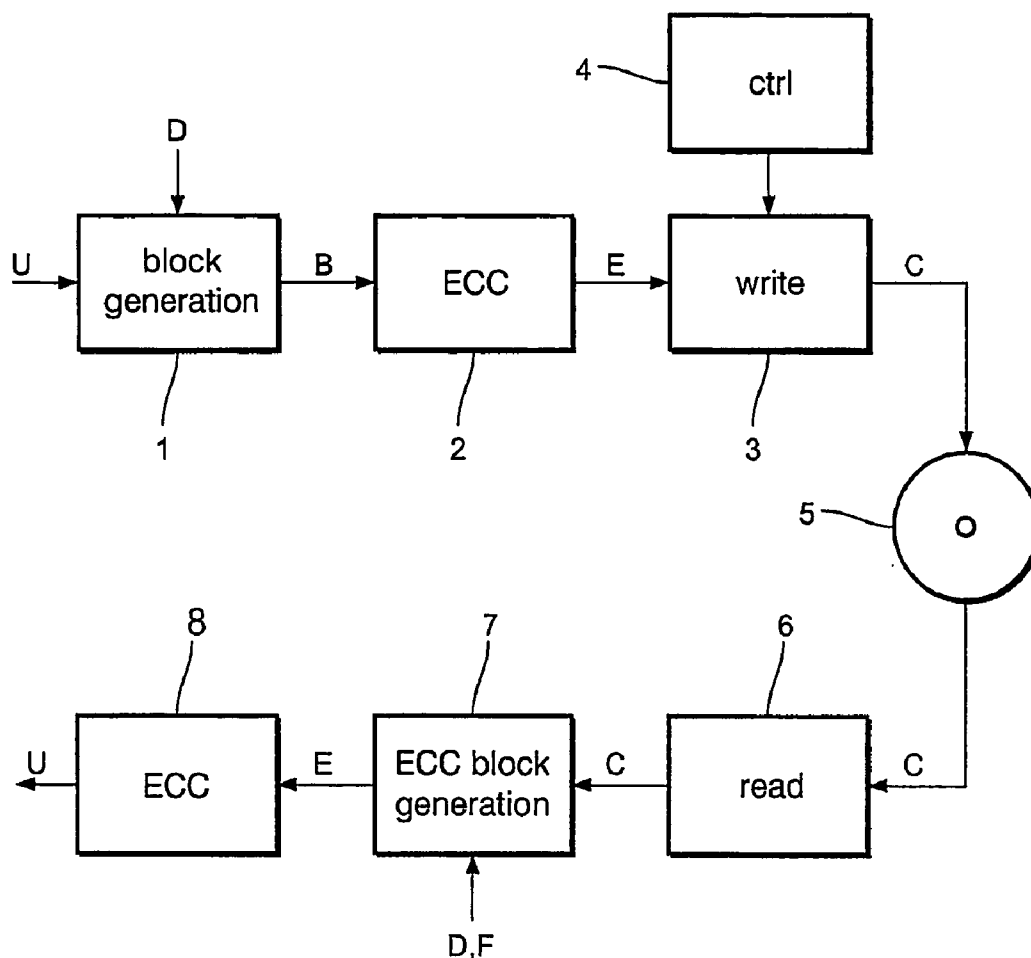 4
ctrl
D
U
block
generation
B
ECC
E
write
C
1
2
3
5
8
7
6
U
ECC
E
ECC block
generation
C
read
C
D,F